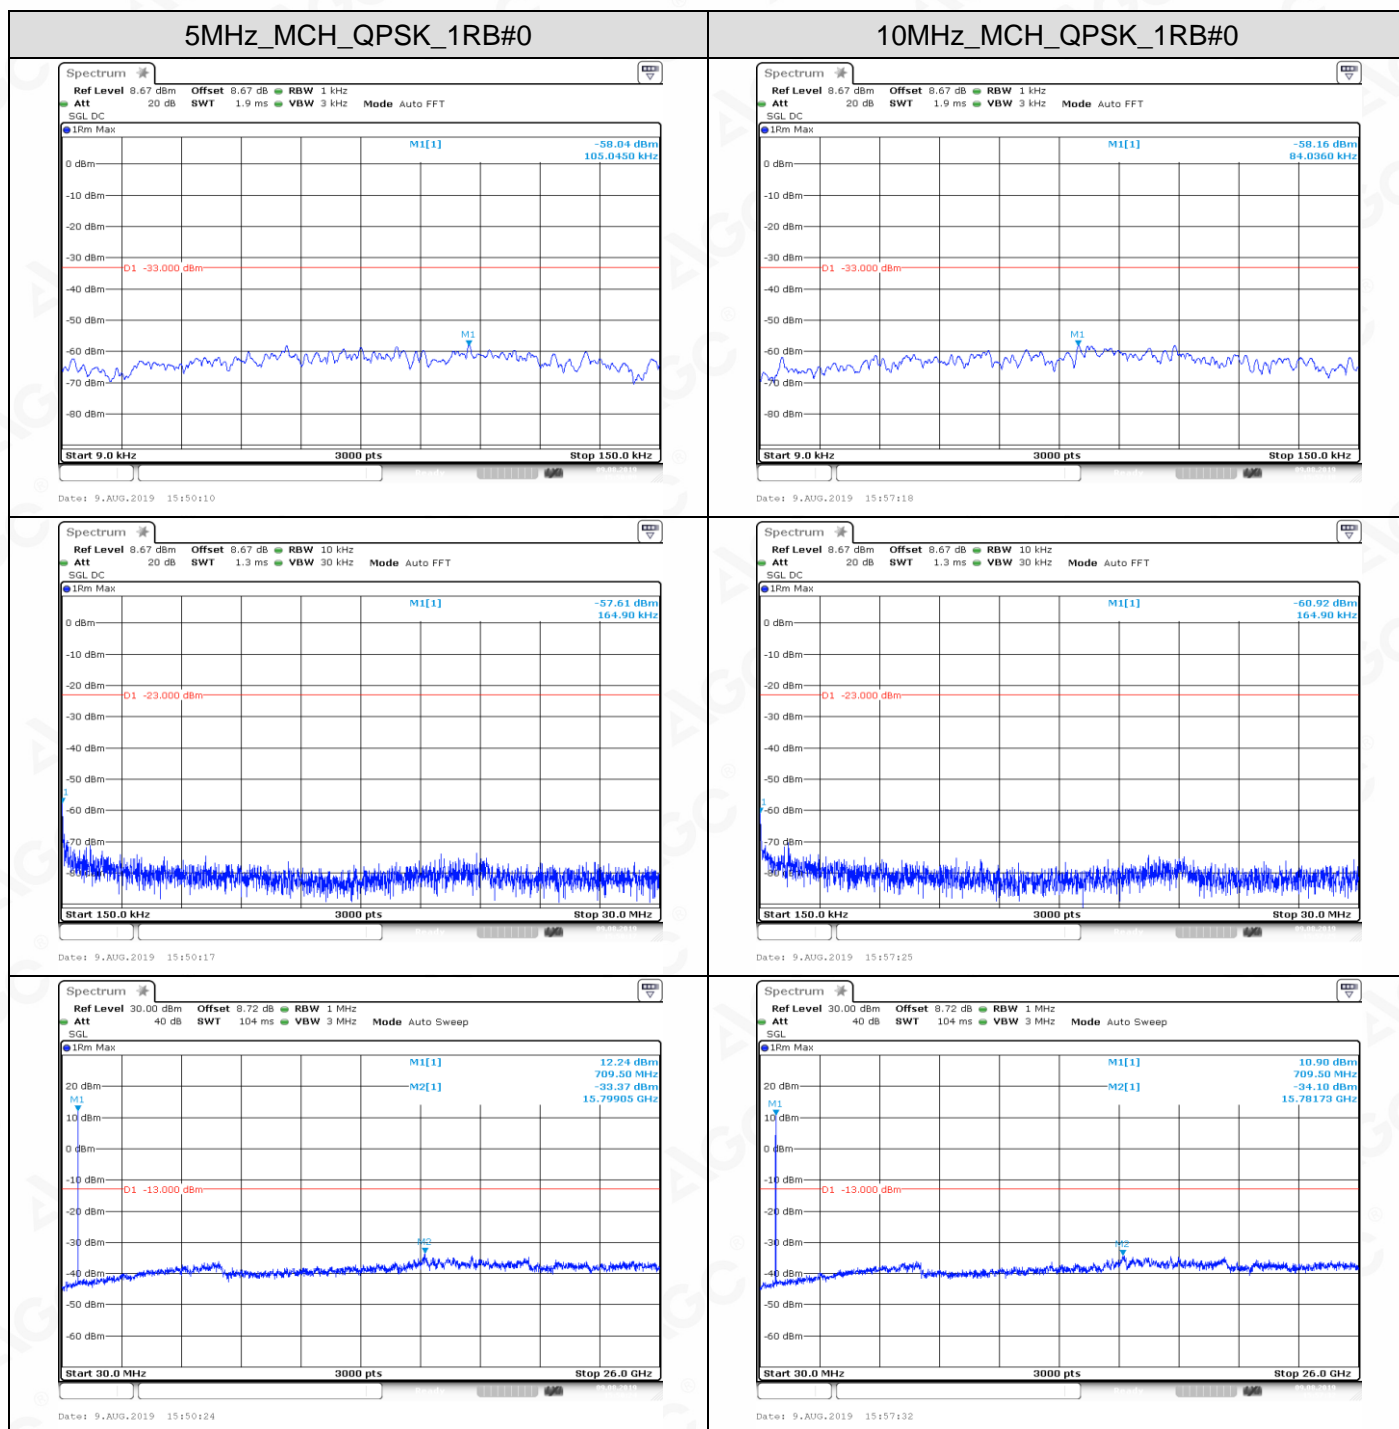 5MHz_MCH_QPSK_1RB#0
10MHz_MCH_QPSK_1RB#0
Spectrum
Ref Level 8.67 dBm Offset 8.67 dB RBW 1 kHz
Att 20 dB SWT 1.9 ms VBW 3 kHz Mode Auto FFT
SGL DC
1Rm Max
M1[1] -58.04 dBm
105.0450 kHz
0 dBm
-10 dBm
-20 dBm
-30 dBm
D1 -33.000 dBm
-40 dBm
-50 dBm
M1
-60 dBm
-70 dBm
-80 dBm
Start 9.0 kHz 3000 pts Stop 150.0 kHz
Date: 9.AUG.2019 15:50:10
Spectrum
Ref Level 8.67 dBm Offset 8.67 dB RBW 1 kHz
Att 20 dB SWT 1.9 ms VBW 3 kHz Mode Auto FFT
SGL DC
1Rm Max
M1[1] -58.16 dBm
84.0360 kHz
0 dBm
-10 dBm
-20 dBm
-30 dBm
D1 -33.000 dBm
-40 dBm
-50 dBm
M1
-60 dBm
-70 dBm
-80 dBm
Start 9.0 kHz 3000 pts Stop 150.0 kHz
Date: 9.AUG.2019 15:57:18
Spectrum
Ref Level 8.67 dBm Offset 8.67 dB RBW 10 kHz
Att 20 dB SWT 1.3 ms VBW 30 kHz Mode Auto FFT
SGL DC
1Rm Max
M1[1] -57.61 dBm
164.90 kHz
0 dBm
-10 dBm
-20 dBm
D1 -23.000 dBm
-30 dBm
-40 dBm
-50 dBm
1
-60 dBm
-70 dBm
-80 dBm
Start 150.0 kHz 3000 pts Stop 30.0 MHz
Date: 9.AUG.2019 15:50:17
Spectrum
Ref Level 8.67 dBm Offset 8.67 dB RBW 10 kHz
Att 20 dB SWT 1.3 ms VBW 30 kHz Mode Auto FFT
SGL DC
1Rm Max
M1[1] -60.92 dBm
164.90 kHz
0 dBm
-10 dBm
-20 dBm
D1 -23.000 dBm
-30 dBm
-40 dBm
-50 dBm
1
-60 dBm
-70 dBm
-80 dBm
Start 150.0 kHz 3000 pts Stop 30.0 MHz
Date: 9.AUG.2019 15:57:25
Spectrum
Ref Level 30.00 dBm Offset 8.72 dB RBW 1 MHz
Att 40 dB SWT 104 ms VBW 3 MHz Mode Auto Sweep
SGL
1Rm Max
M1[1] 12.24 dBm
709.50 MHz
20 dBm M2[1] -33.37 dBm
15.79905 GHz
M1
10 dBm
0 dBm
-10 dBm
D1 -13.000 dBm
-20 dBm
-30 dBm
M2
-40 dBm
-50 dBm
-60 dBm
Start 30.0 MHz 3000 pts Stop 26.0 GHz
Date: 9.AUG.2019 15:50:24
Spectrum
Ref Level 30.00 dBm Offset 8.72 dB RBW 1 MHz
Att 40 dB SWT 104 ms VBW 3 MHz Mode Auto Sweep
SGL
1Rm Max
M1[1] 10.90 dBm
709.50 MHz
20 dBm M2[1] -34.10 dBm
15.78173 GHz
M1
10 dBm
0 dBm
-10 dBm
D1 -13.000 dBm
-20 dBm
-30 dBm
M2
-40 dBm
-50 dBm
-60 dBm
Start 30.0 MHz 3000 pts Stop 26.0 GHz
Date: 9.AUG.2019 15:57:32